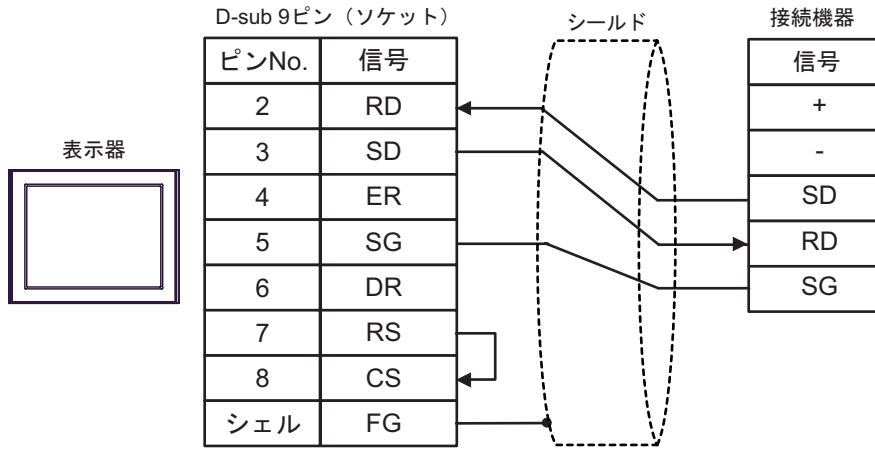 D-sub 9ピン（ソケット）
シールド
接続機器
ピンNo. 信号
信号
2 RD
+
表示器
3 SD
-
4 ER
SD
5 SG
RD
6 DR
SG
7 RS
8 CS
シェル FG